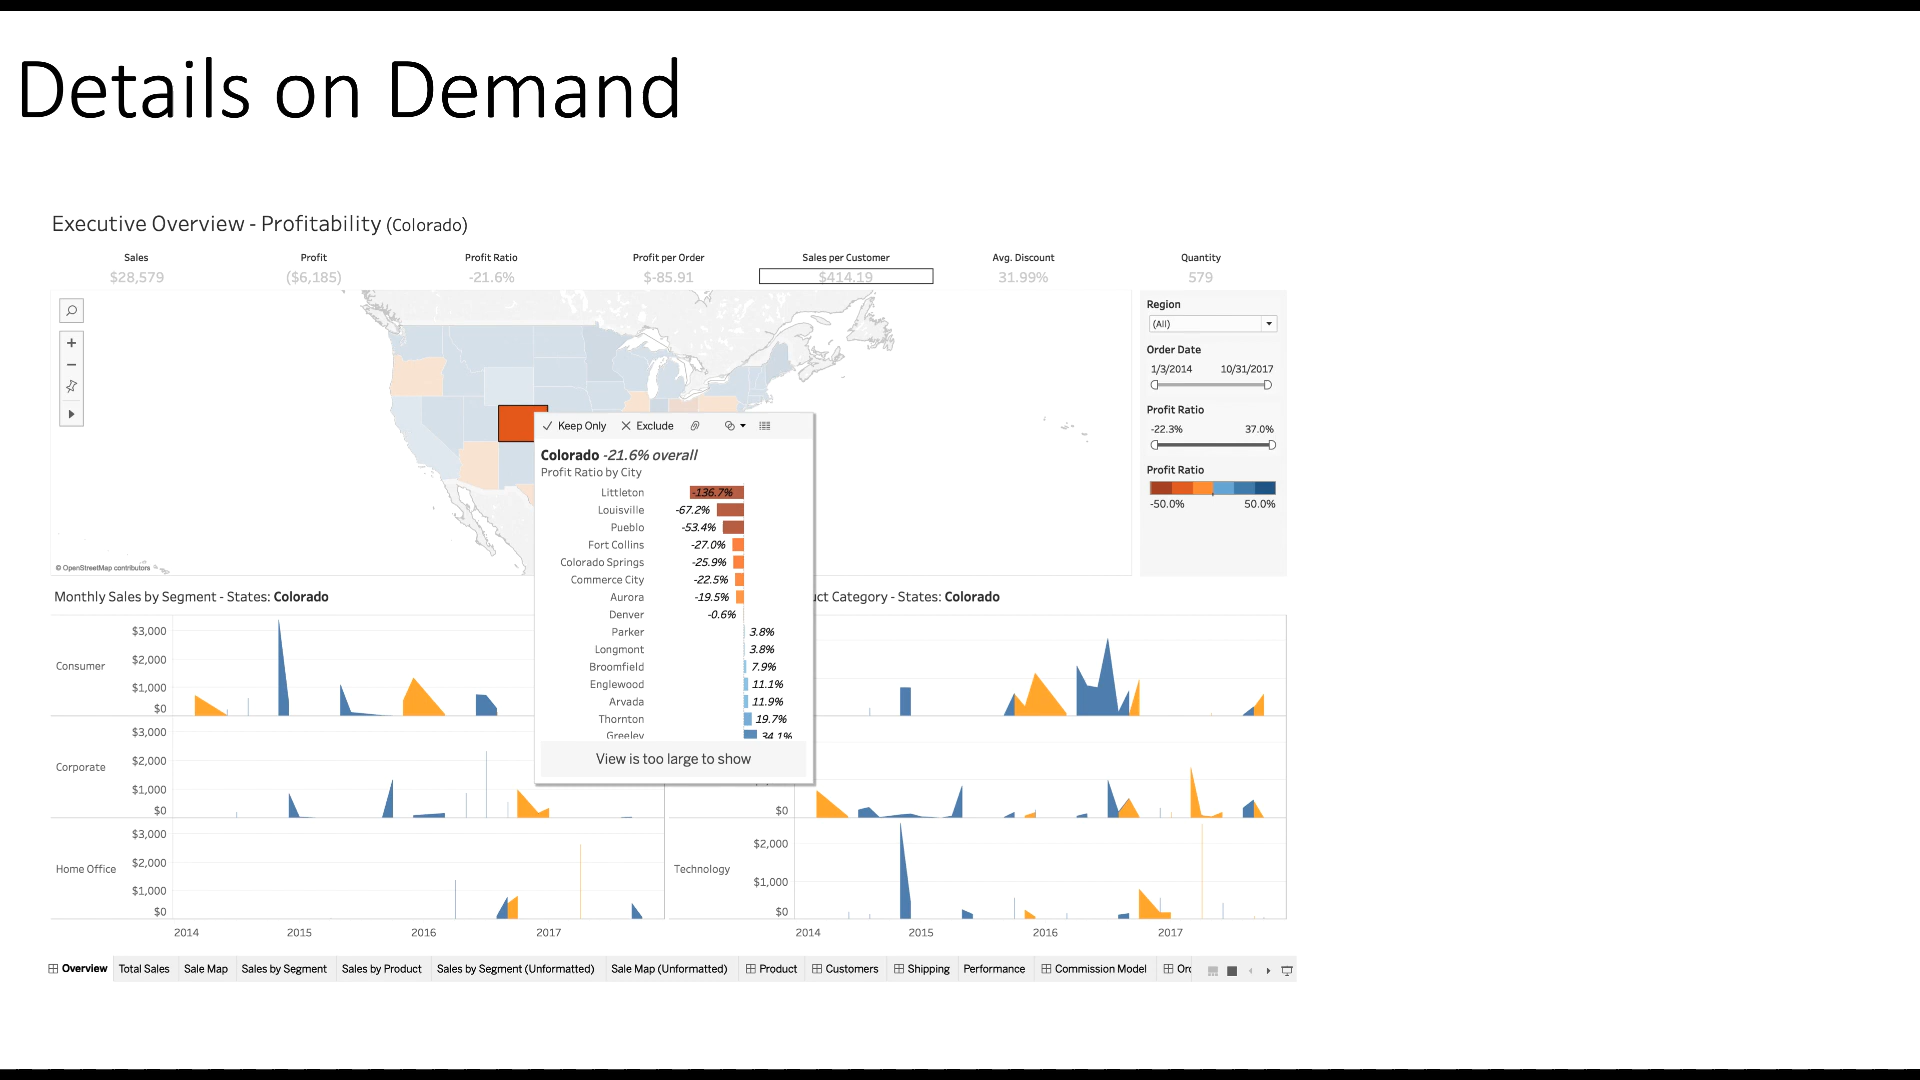 Details on Demand
Executive Overview - Profitability (Colorado)
Sales Profit Profit Ratio Profit per Order Sales per Customer Avg. Discount Quantity
$28,579 ($6,185) -21.6% $-85.91 $414.19 31.99% 579
Region
(All)
Order Date
1/3/2014 10/31/2017
Profit Ratio
-22.3% 37.0%
Profit Ratio
-50.0% 50.0%
Keep Only Exclude
Colorado -21.6% overall
Profit Ratio by City
Littleton -136.7%
Louisville -67.2%
Pueblo -53.4%
Fort Collins -27.0%
Colorado Springs -25.9%
Commerce City -22.5%
Aurora -19.5%
Denver -0.6%
Parker 3.8%
Longmont 3.8%
Broomfield 7.9%
Englewood 11.1%
Arvada 11.9%
Thornton 19.7%
Greeley 34.1%
View is too large to show
© OpenStreetMap contributors
Monthly Sales by Segment - States: Colorado
uct Category - States: Colorado
Consumer
$3,000
$2,000
$1,000
$0
Corporate
$3,000
$2,000
$1,000
$0
Home Office
$3,000
$2,000
$1,000
$0
2014 2015 2016 2017
$0
Technology
$2,000
$1,000
$0
2014 2015 2016 2017
Overview Total Sales Sale Map Sales by Segment Sales by Product Sales by Segment (Unformatted) Sale Map (Unformatted) Product Customers Shipping Performance Commission Model Orc